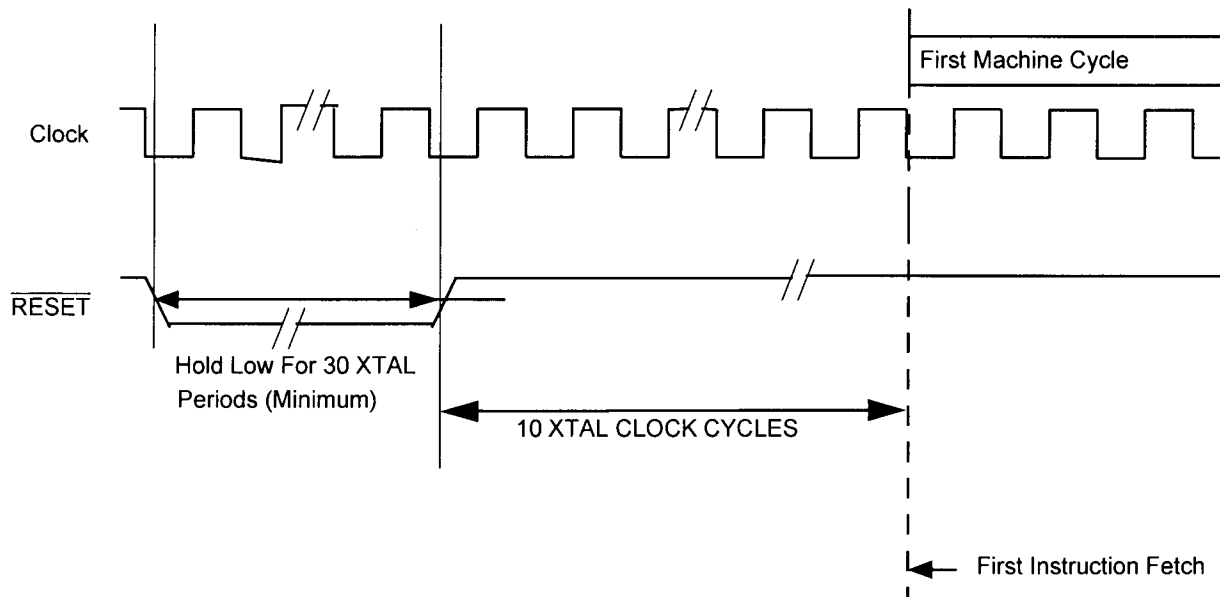 First Machine Cycle
Clock
RESET
Hold Low For 30 XTAL
Periods (Minimum)
10 XTAL CLOCK CYCLES
First Instruction Fetch